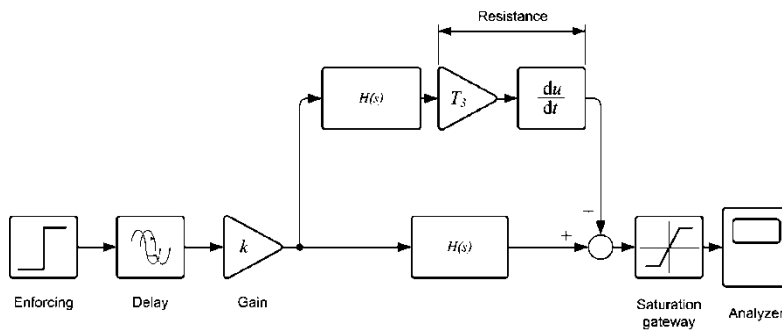 Resistance
H(s)
T3
du
dt
−
k
H(s)
+
Enforcing
Delay
Gain
Saturation
gateway
Analyzer